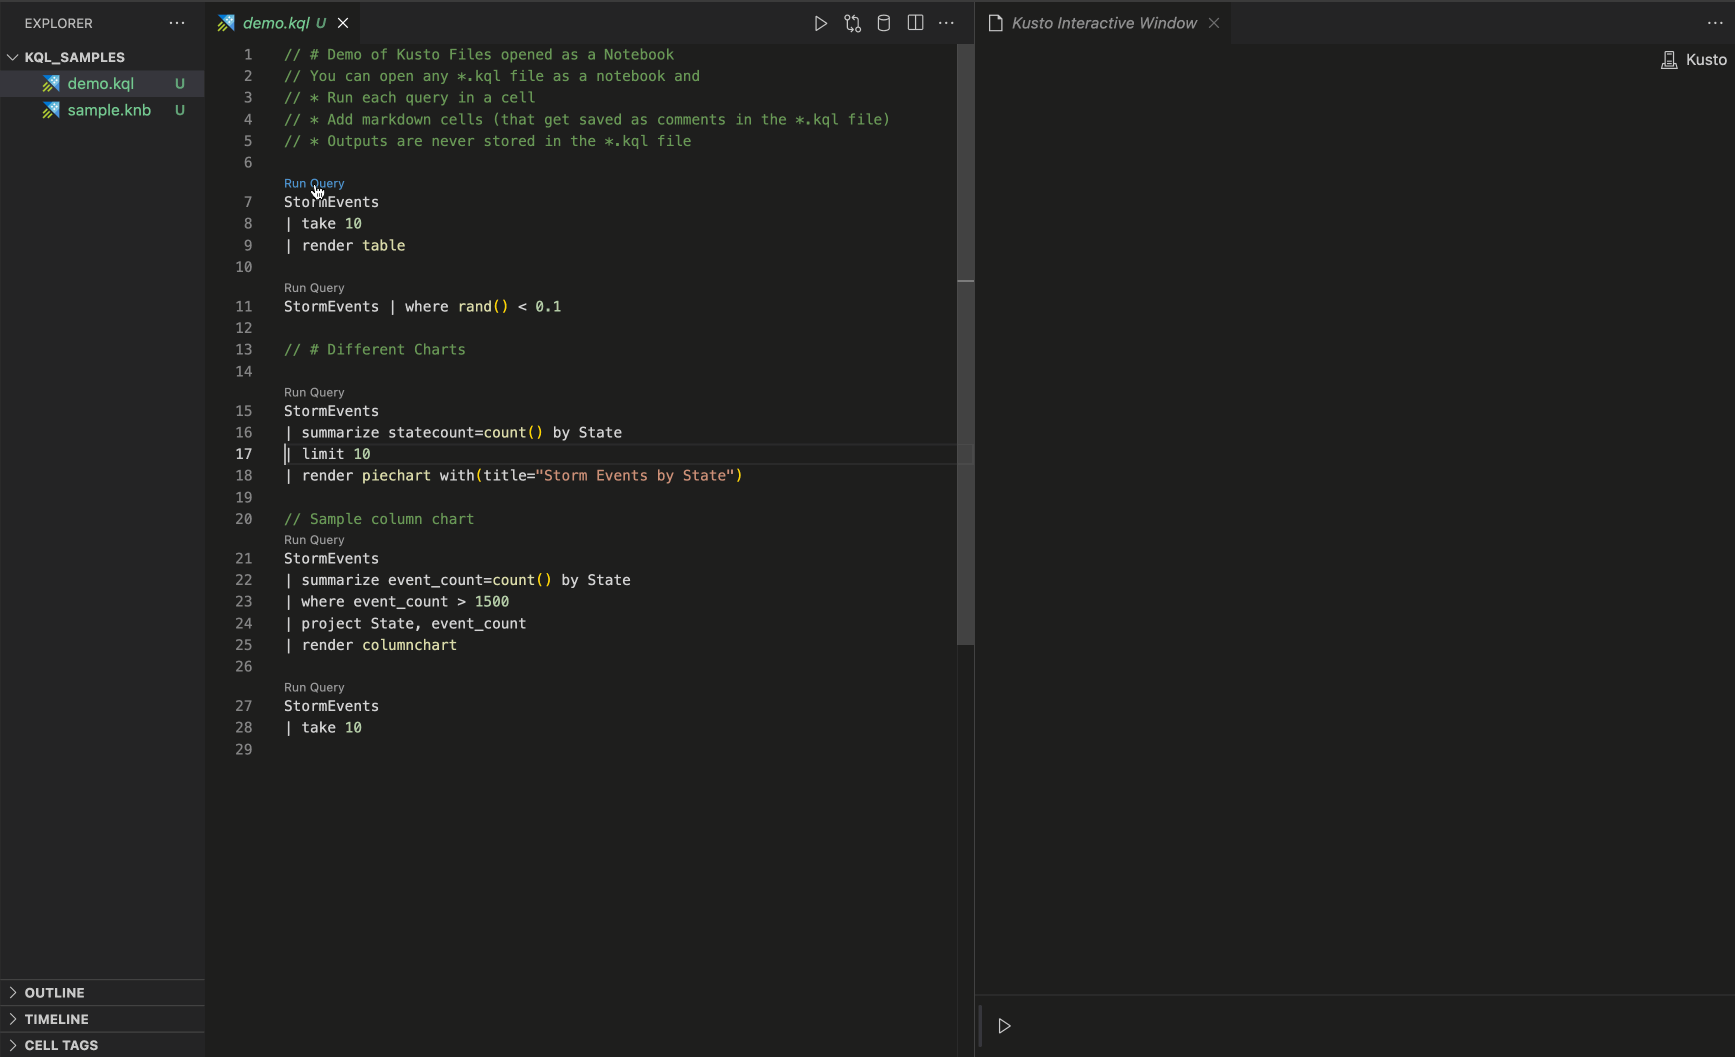 EXPLORER
KQL_SAMPLES
demo.kql U
sample.knb U
OUTLINE
TIMELINE
CELL TAGS
demo.kql U
1 // # Demo of Kusto Files opened as a Notebook
2 // You can open any *.kql file as a notebook and
3 // * Run each query in a cell
4 // * Add markdown cells (that get saved as comments in the *.kql file)
5 // * Outputs are never stored in the *.kql file
6
Run Query
7 StormEvents
8 | take 10
9 | render table
10
Run Query
11 StormEvents | where rand() < 0.1
12
13 // # Different Charts
14
Run Query
15 StormEvents
16 | summarize statecount=count() by State
17 | limit 10
18 | render piechart with(title="Storm Events by State")
19
20 // Sample column chart
Run Query
21 StormEvents
22 | summarize event_count=count() by State
23 | where event_count > 1500
24 | project State, event_count
25 | render columnchart
26
Run Query
27 StormEvents
28 | take 10
29
Kusto Interactive Window
Kusto